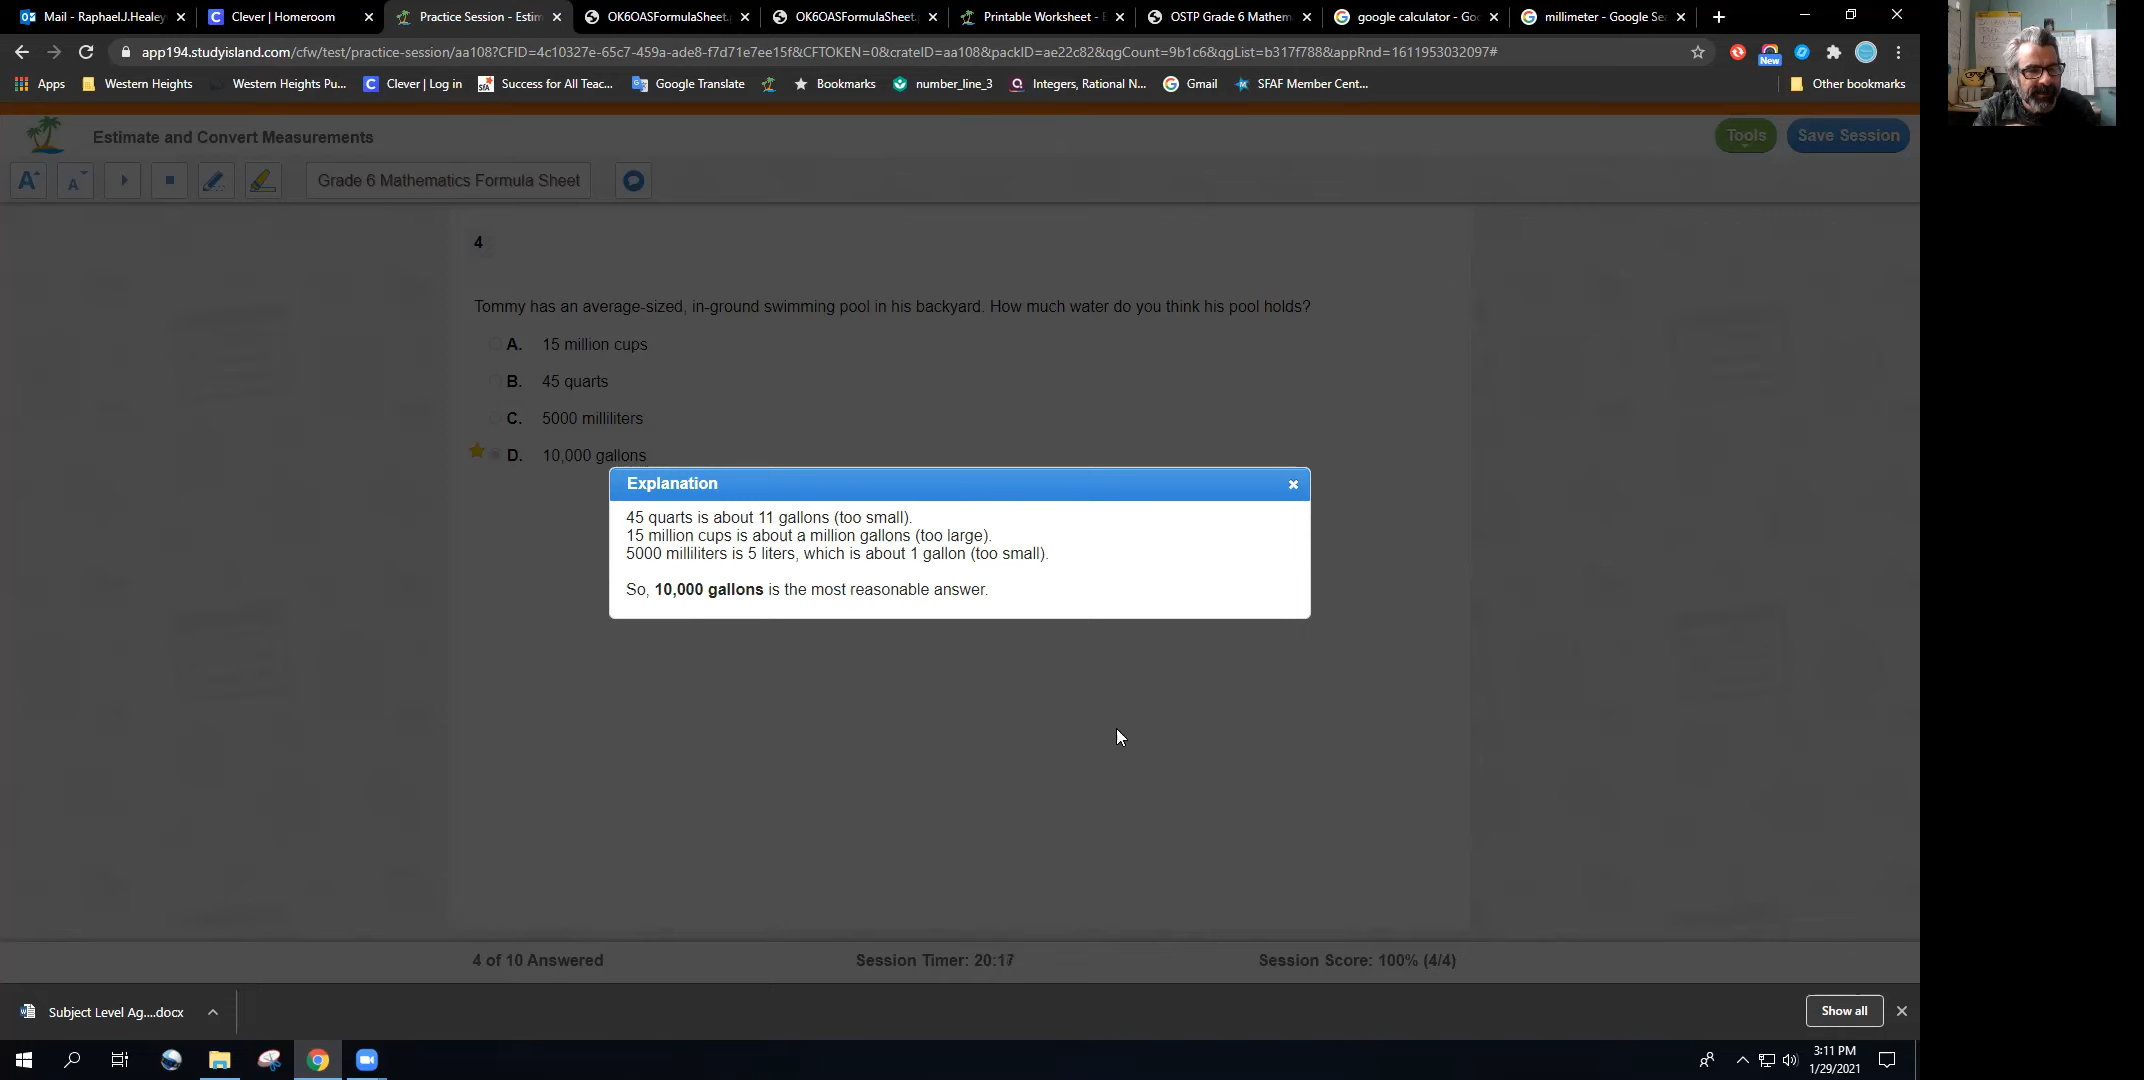 Mail - Raphael.J.Healey
Clever | Homeroom
Practice Session - Estim
OK6OASFormulaSheet.
OK6OASFormulaSheet.
Printable Worksheet - E
OSTP Grade 6 Mathem
google calculator - Goo
millimeter - Google Sea
app194.studyisland.com/cfw/test/practice-session/aa108?CFID=4c10327e-65c7-459a-ade8-f7d71e7ee15f&CFTOKEN=0&crateID=aa108&packID=ae22c82&qgCount=9b1c6&qgList=b317f788&appRnd=1611953032097#
New
Apps
Western Heights
Western Heights Pu...
Clever | Log in
Success for All Teac...
Google Translate
Bookmarks
number_line_3
Integers, Rational N...
Gmail
SFAF Member Cent...
Other bookmarks
Estimate and Convert Measurements
Tools
Save Session
A
A
Grade 6 Mathematics Formula Sheet
4
Tommy has an average-sized, in-ground swimming pool in his backyard. How much water do you think his pool holds?
A. 15 million cups
B. 45 quarts
C. 5000 milliliters
D. 10,000 gallons
Explanation
45 quarts is about 11 gallons (too small).
15 million cups is about a million gallons (too large).
5000 milliliters is 5 liters, which is about 1 gallon (too small).
So, 10,000 gallons is the most reasonable answer.
4 of 10 Answered
Session Timer: 20:17
Session Score: 100% (4/4)
Subject Level Ag....docx
Show all
3:11 PM
1/29/2021